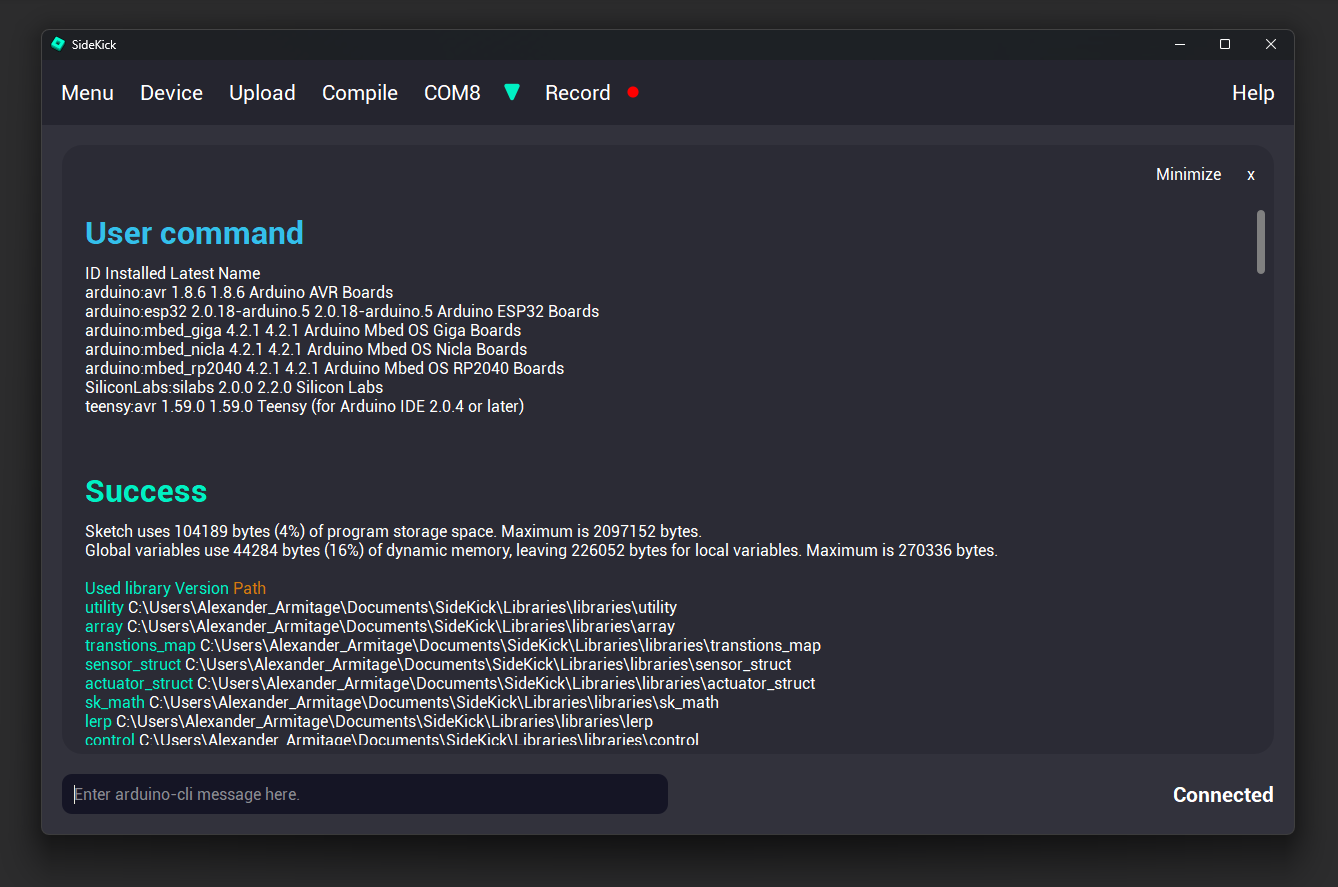 SideKick
Menu Device Upload Compile COM8 Record Help
Minimize x
User command
ID Installed Latest Name
arduino:avr 1.8.6 1.8.6 Arduino AVR Boards
arduino:esp32 2.0.18-arduino.5 2.0.18-arduino.5 Arduino ESP32 Boards
arduino:mbed_giga 4.2.1 4.2.1 Arduino Mbed OS Giga Boards
arduino:mbed_nicla 4.2.1 4.2.1 Arduino Mbed OS Nicla Boards
arduino:mbed_rp2040 4.2.1 4.2.1 Arduino Mbed OS RP2040 Boards
SiliconLabs:silabs 2.0.0 2.2.0 Silicon Labs
teensy:avr 1.59.0 1.59.0 Teensy (for Arduino IDE 2.0.4 or later)
Success
Sketch uses 104189 bytes (4%) of program storage space. Maximum is 2097152 bytes.
Global variables use 44284 bytes (16%) of dynamic memory, leaving 226052 bytes for local variables. Maximum is 270336 bytes.
Used library Version Path
utility C:\Users\Alexander_Armitage\Documents\SideKick\Libraries\libraries\utility
array C:\Users\Alexander_Armitage\Documents\SideKick\Libraries\libraries\array
transtions_map C:\Users\Alexander_Armitage\Documents\SideKick\Libraries\libraries\transtions_map
sensor_struct C:\Users\Alexander_Armitage\Documents\SideKick\Libraries\libraries\sensor_struct
actuator_struct C:\Users\Alexander_Armitage\Documents\SideKick\Libraries\libraries\actuator_struct
sk_math C:\Users\Alexander_Armitage\Documents\SideKick\Libraries\libraries\sk_math
lerp C:\Users\Alexander_Armitage\Documents\SideKick\Libraries\libraries\lerp
control C:\Users\Alexander_Armitage\Documents\SideKick\Libraries\libraries\control
Enter arduino-cli message here.
Connected